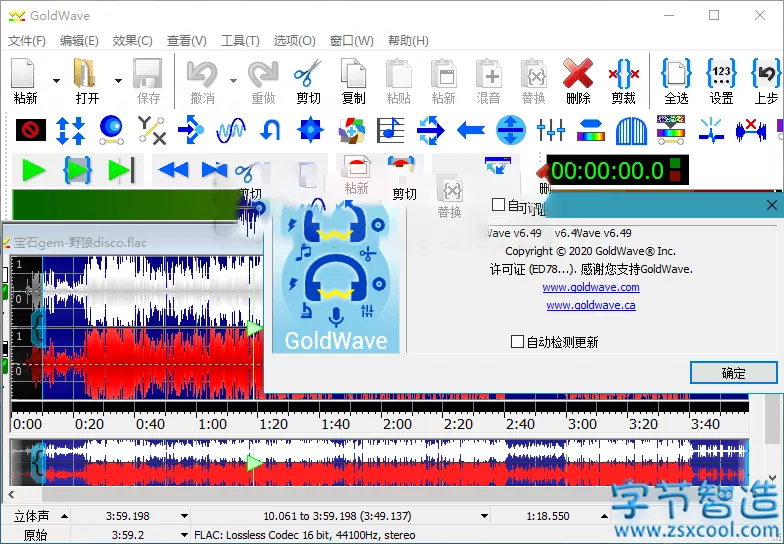 GoldWave
文件(F) 编辑(E) 效果(C) 查看(V) 工具(T) 选项(O) 窗口(W) 帮助(H)
粘新 打开 保存 撤消 重做 剪切 复制 粘贴 粘新 混音 替换 删除 剪裁 全选 设置 上步
123
00:00:00.0
剪切 粘新 剪切 替换
宝石gem-野狼disco.flac
Wave v6.49 v6.4Wave v6.49
Copyright © 2020 GoldWave® Inc.
许可证 (ED78...). 感谢您支持GoldWave.
www.goldwave.com
www.goldwave.ca
GoldWave
自动检测更新
确定
1
0
1
0
0:00 0:20 0:40 1:00 1:20 1:40 2:00 2:20 2:40 3:00 3:20 3:40
立体声 3:59.198 10.061 to 3:59.198 (3:49.137) 1:18.550
原始 3:59.2 FLAC: Lossless Codec 16 bit, 44100Hz, stereo
字节智造
www.zsxcool.com